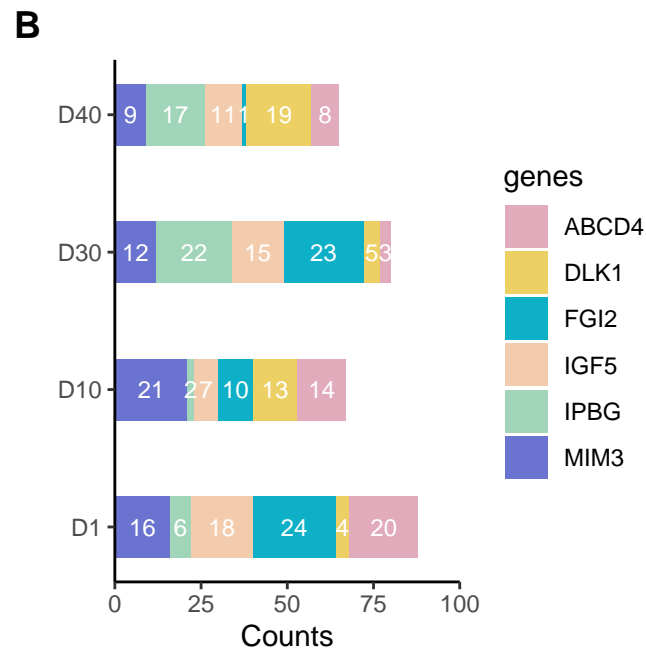 B
D40 9 17 11 1 19 8
D30 12 22 15 23 5 3
D10 21 2 7 10 13 14
D1 16 6 18 24 4 20
0 25 50 75 100
Counts
genes
ABCD4
DLK1
FGI2
IGF5
IPBG
MIM3